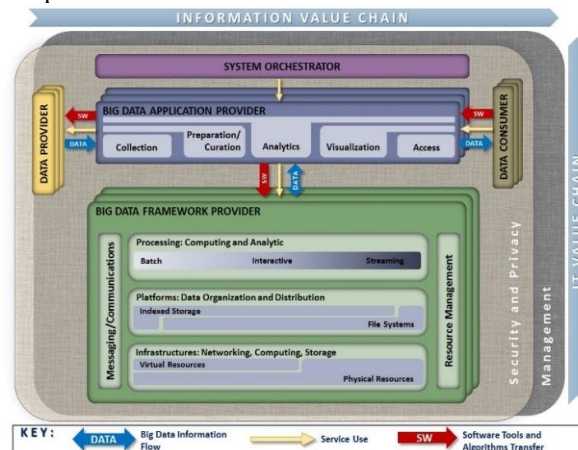 INFORMATION VALUE CHAIN
SYSTEM ORCHESTRATOR
DATA PROVIDER
SW
DATA
BIG DATA APPLICATION PROVIDER
Collection
Preparation/
Curation
Analytics
Visualization
Access
SW
DATA
DATA CONSUMER
SW
DATA
BIG DATA FRAMEWORK PROVIDER
Messaging/Communications
Processing: Computing and Analytic
Batch
Interactive
Streaming
Platforms: Data Organization and Distribution
Indexed Storage
File Systems
Infrastructures: Networking, Computing, Storage
Virtual Resources
Physical Resources
Resource Management
Security and Privacy
Management
IT VALUE CHAIN
KEY:
DATA
Big Data Information
Flow
Service Use
SW
Software Tools and
Algorithms Transfer